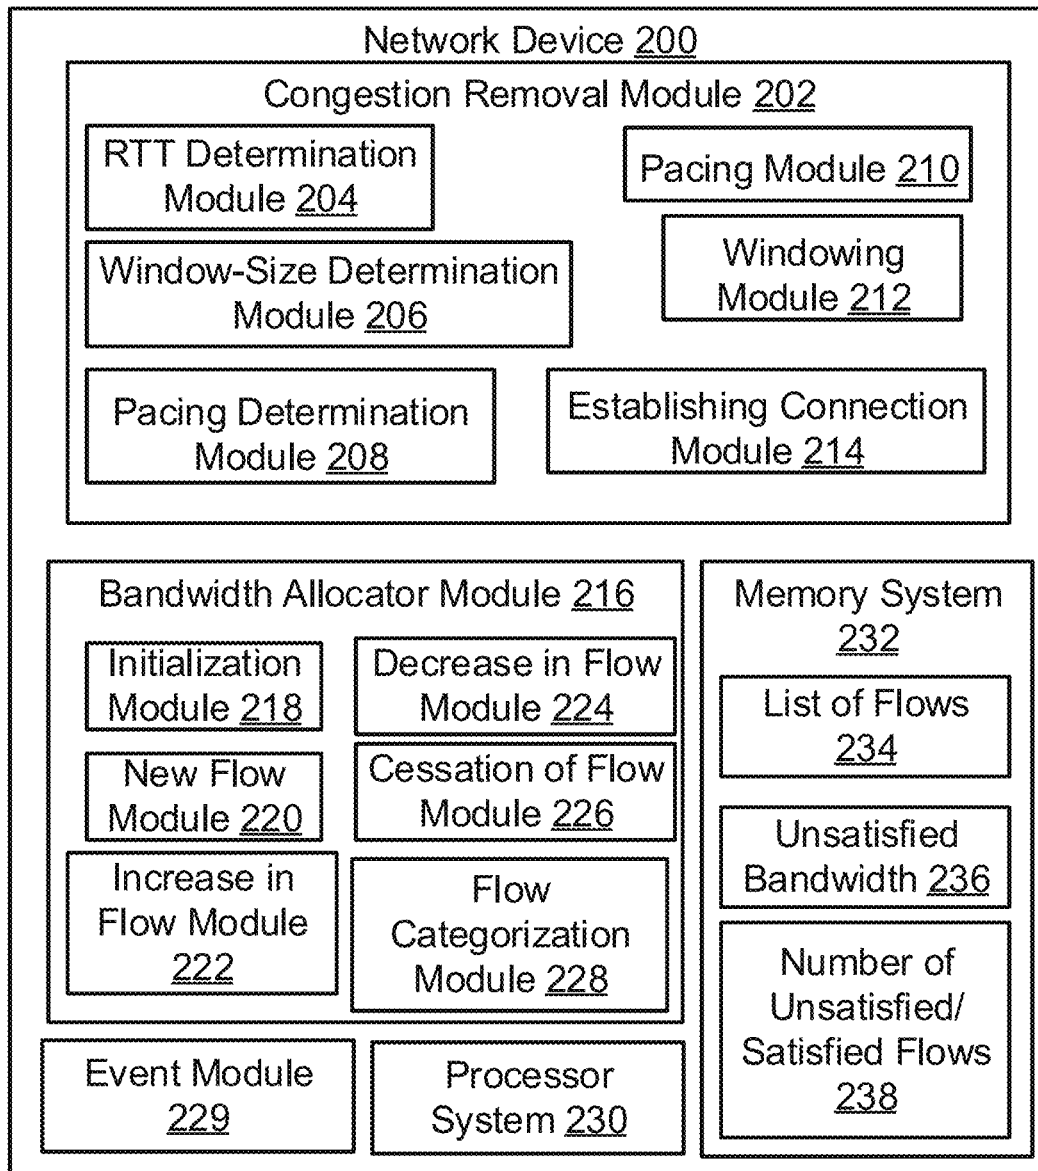 Network Device 200
Congestion Removal Module 202
RTT Determination
Module 204
Pacing Module 210
Window-Size Determination
Module 206
Windowing
Module 212
Pacing Determination
Module 208
Establishing Connection
Module 214
Bandwidth Allocator Module 216
Initialization
Module 218
Decrease in Flow
Module 224
New Flow
Module 220
Cessation of Flow
Module 226
Increase in
Flow Module
222
Flow
Categorization
Module 228
Memory System
232
List of Flows
234
Unsatisfied
Bandwidth 236
Number of
Unsatisfied/
Satisfied Flows
238
Event Module
229
Processor
System 230